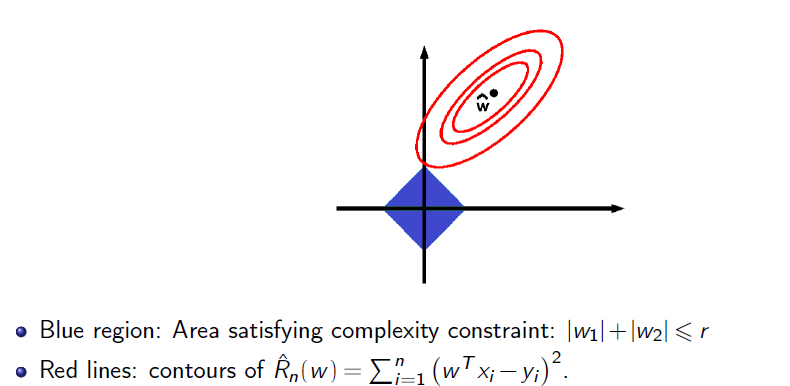 ŵ
Blue region: Area satisfying complexity constraint: |w₁|+|w₂| ⩽ r
Red lines: contours of R̂ₙ(w) = ∑ⁿᵢ₌₁ (wᵀxᵢ−yᵢ)².